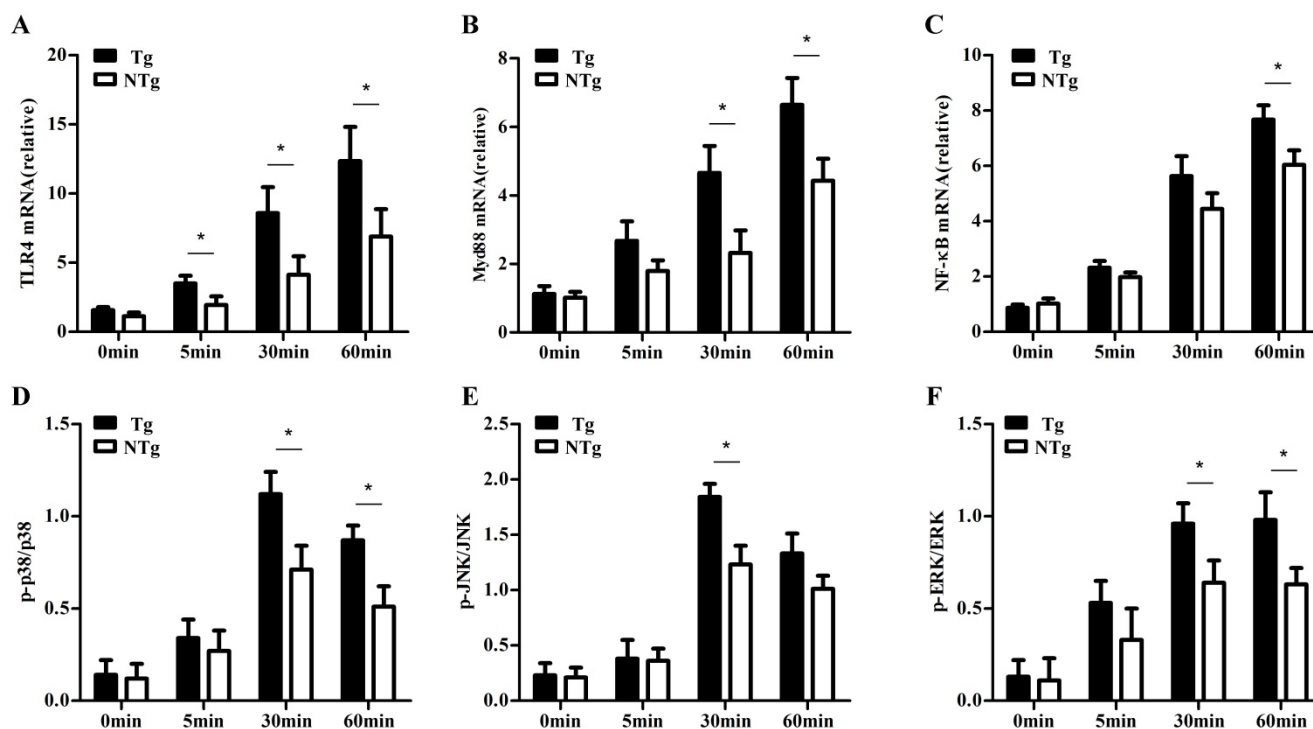 A
Tg
NTg
TLR4 mRNA(relative)
20
15
10
5
0
*
*
*
0min 5min 30min 60min
B
Tg
NTg
Myd88 mRNA(relative)
8
6
4
2
0
*
*
0min 5min 30min 60min
C
Tg
NTg
NF-κB mRNA(relative)
10
8
6
4
2
0
*
0min 5min 30min 60min
D
Tg
NTg
p-p38/p38
1.5
1.0
0.5
0.0
*
*
0min 5min 30min 60min
E
Tg
NTg
p-JNK/JNK
2.5
2.0
1.5
1.0
0.5
0.0
*
0min 5min 30min 60min
F
Tg
NTg
p-ERK/ERK
1.5
1.0
0.5
0.0
*
*
0min 5min 30min 60min